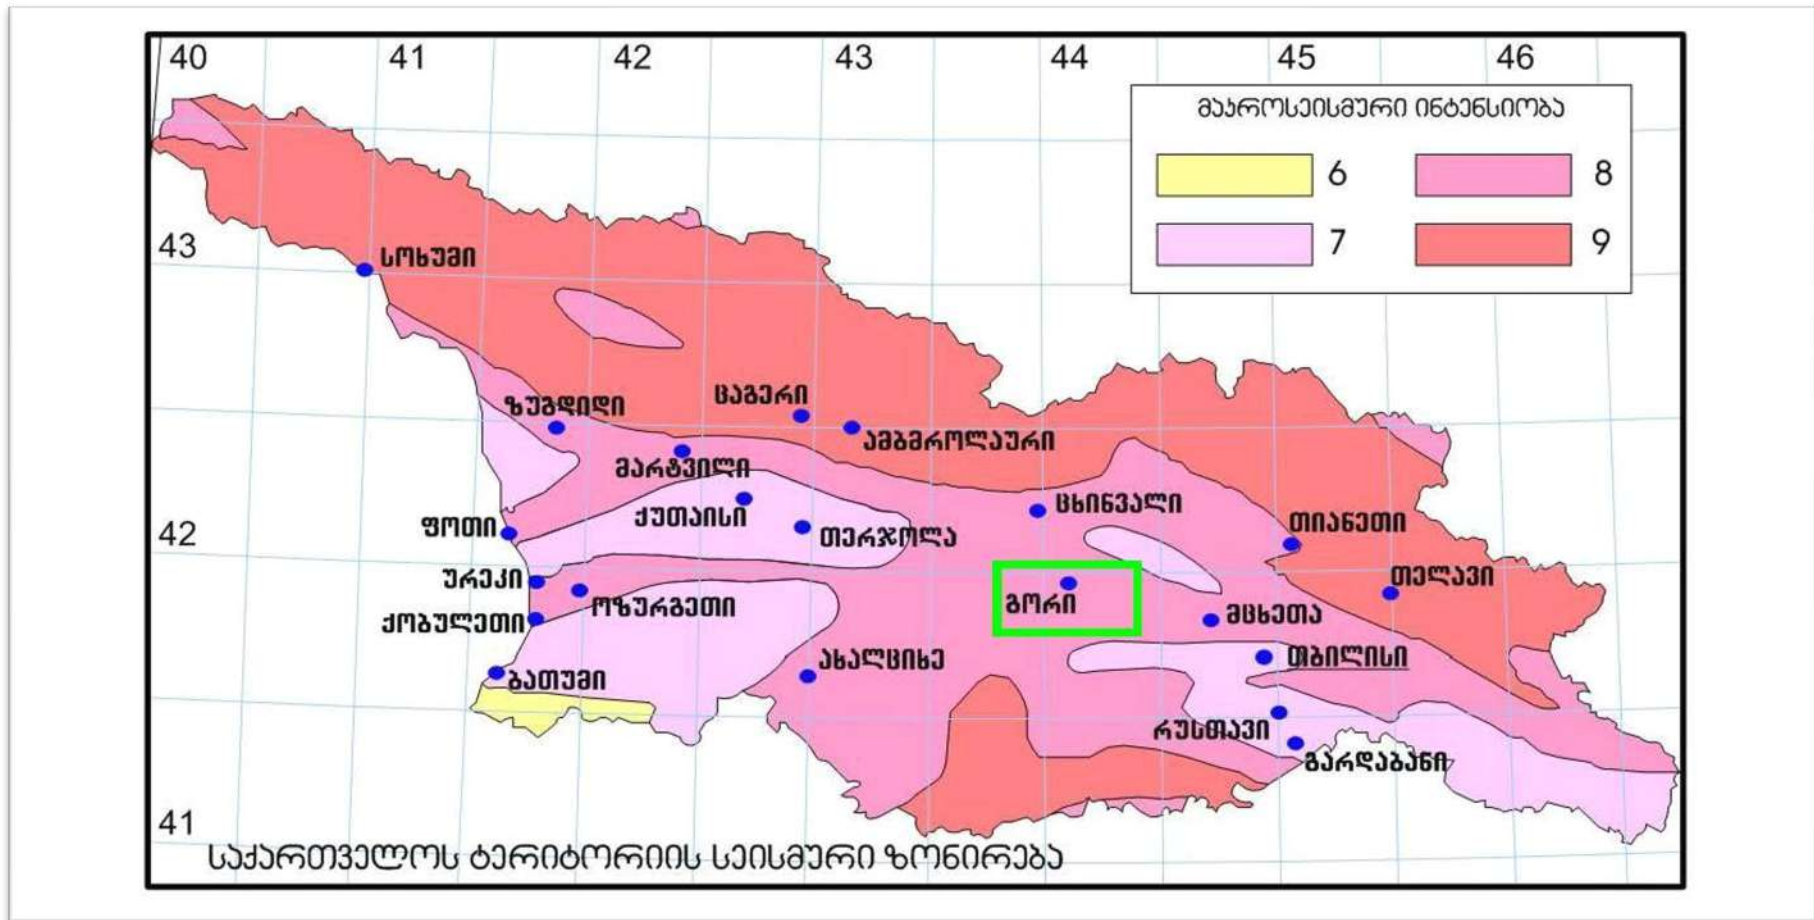 40 41 42 43 44 45 46
მაკროსეისმური ინტენსიობა
6 8
7 9
43
სოხუმი
ცაგერი
ზუგდიდი
ამბმროლაური
მარტვილი
ცხინვალი
ქუთაისი
თიანეთი
42
ფოთი
თერჯოლა
ურეკი
თელავი
ოზურგეთი
გორი
მცხეთა
ქობულეთი
ახალციხე
თბილისი
ბათუმი
რუსთავი
გარდაბანი
41
საქართველოს ტერიტორიის სეისმური ზონირება